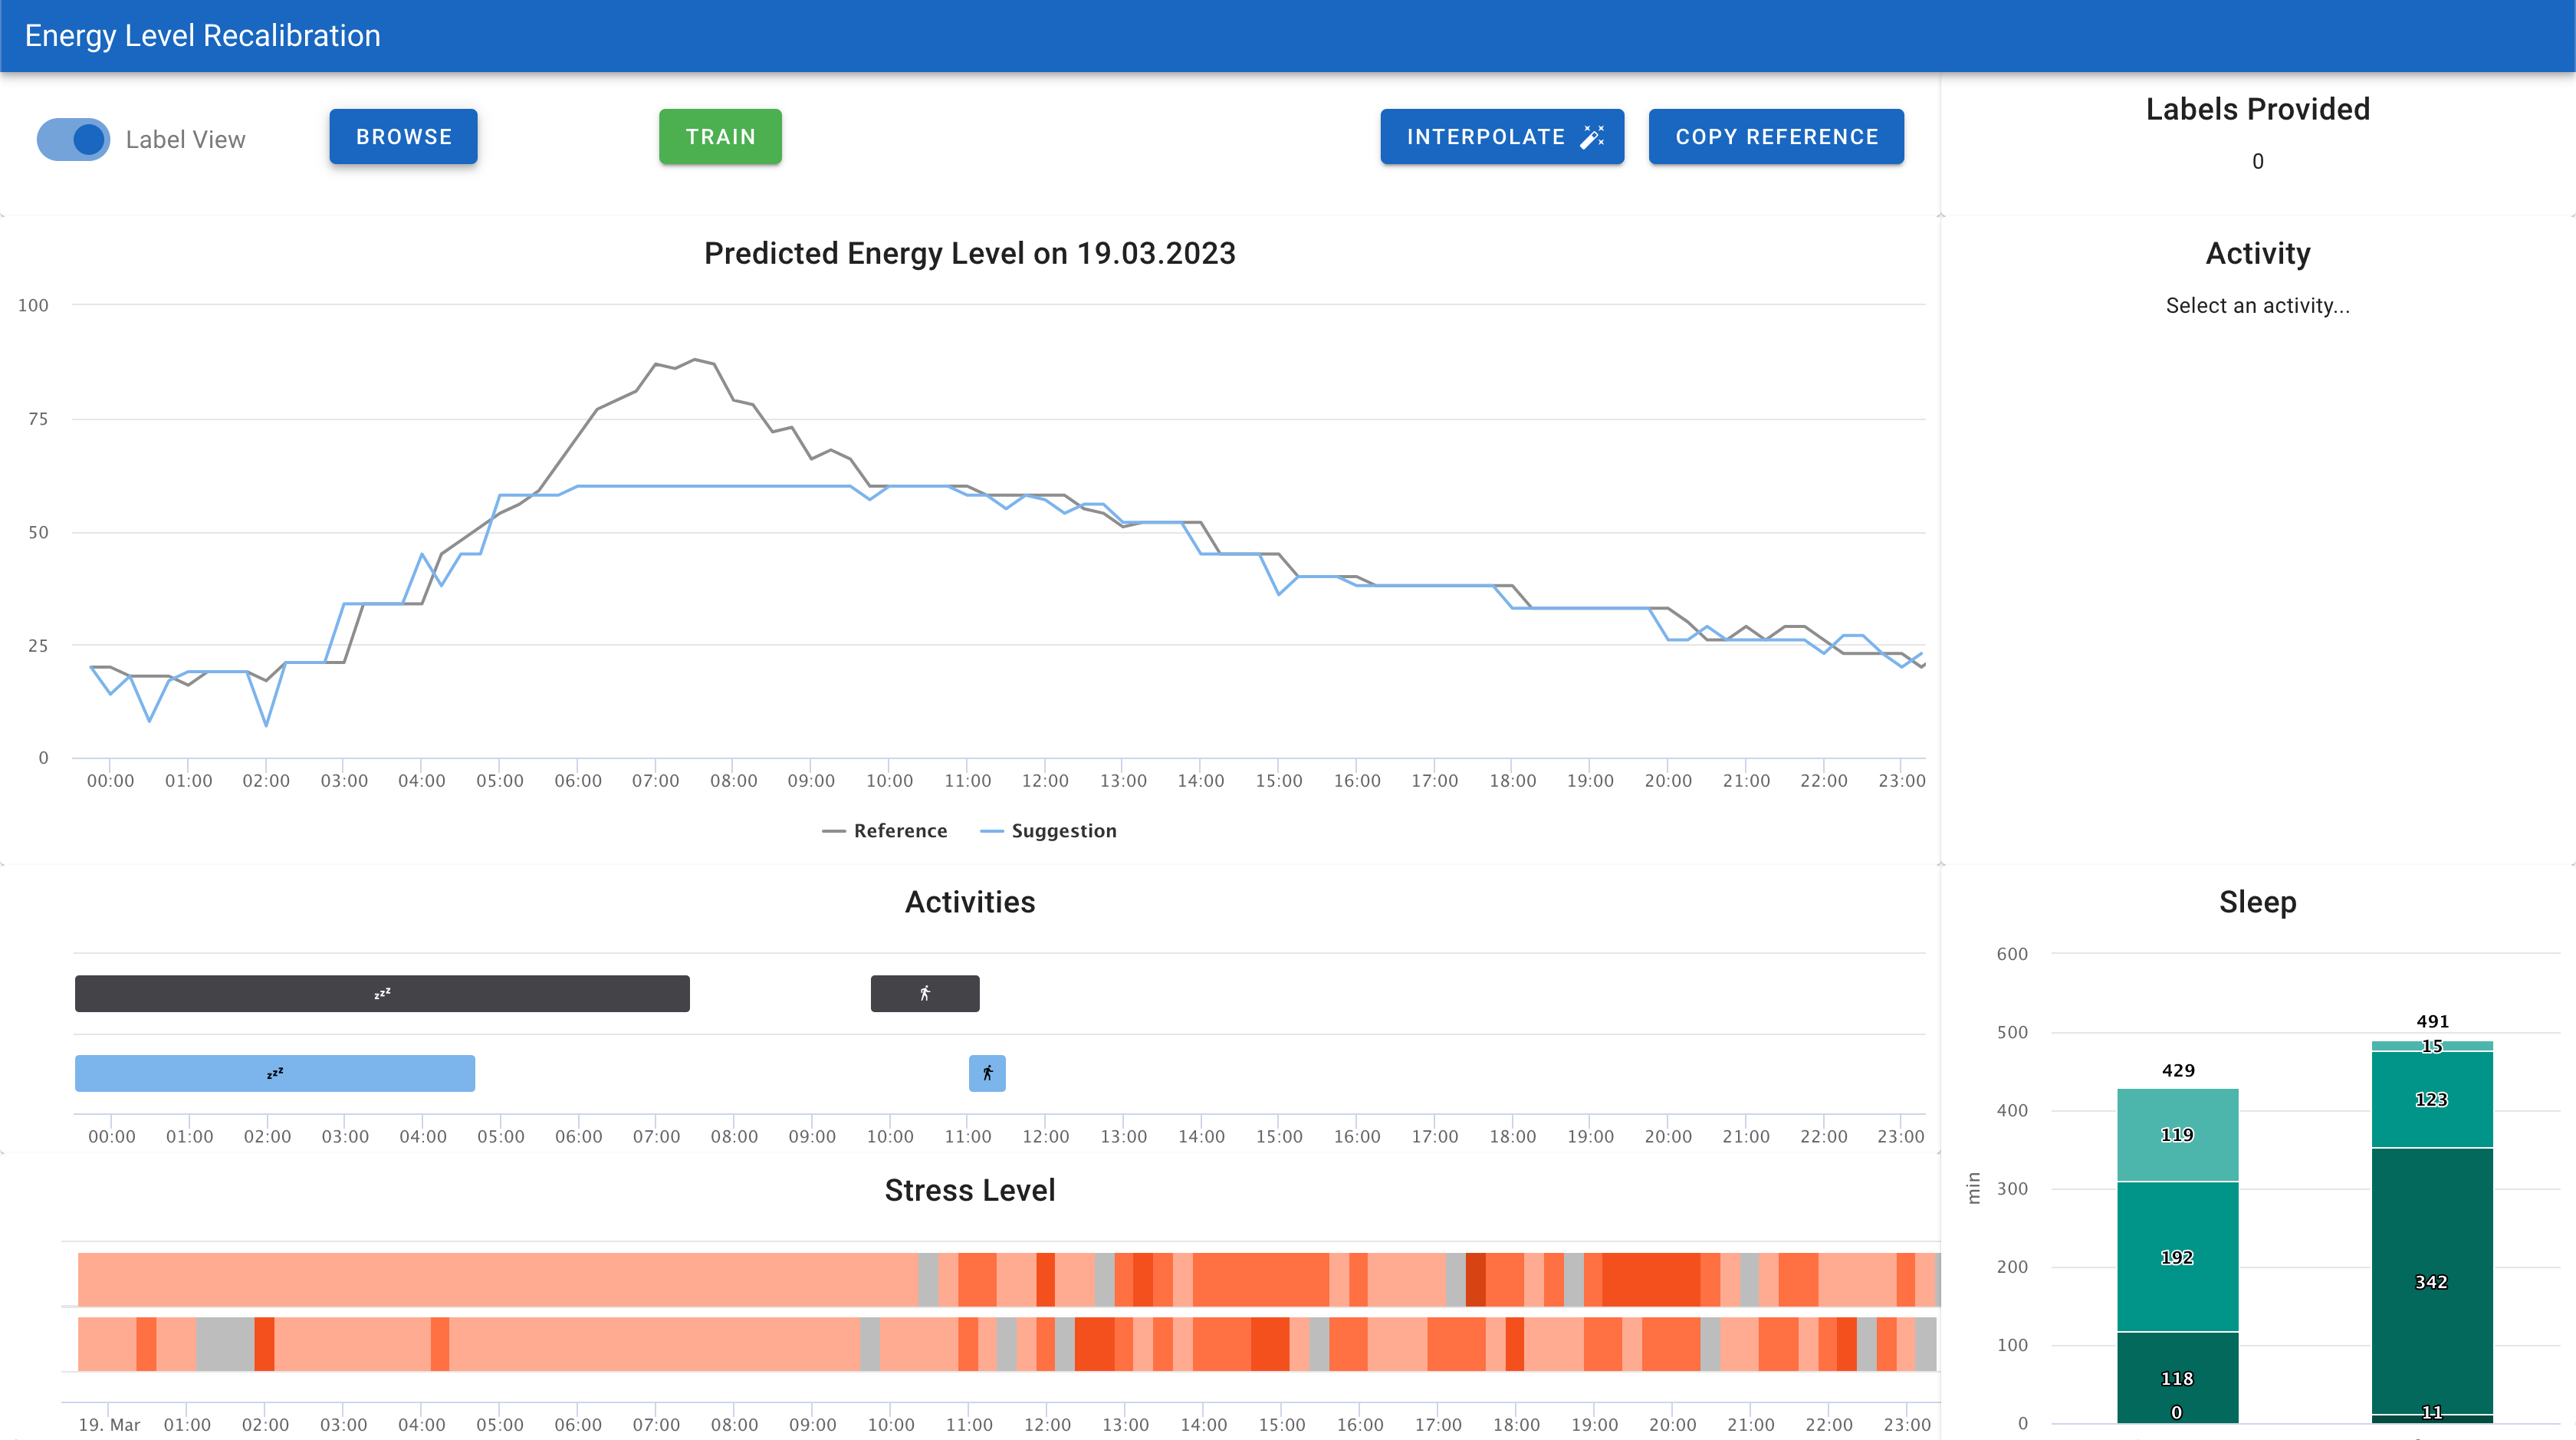 Energy Level Recalibration
Label View
BROWSE
TRAIN
INTERPOLATE
COPY REFERENCE
Labels Provided
0
Predicted Energy Level on 19.03.2023
100
75
50
25
0
00:00 01:00 02:00 03:00 04:00 05:00 06:00 07:00 08:00 09:00 10:00 11:00 12:00 13:00 14:00 15:00 16:00 17:00 18:00 19:00 20:00 21:00 22:00 23:00
Reference Suggestion
Activity
Select an activity...
Activities
zzz
zzz
00:00 01:00 02:00 03:00 04:00 05:00 06:00 07:00 08:00 09:00 10:00 11:00 12:00 13:00 14:00 15:00 16:00 17:00 18:00 19:00 20:00 21:00 22:00 23:00
Stress Level
19. Mar 01:00 02:00 03:00 04:00 05:00 06:00 07:00 08:00 09:00 10:00 11:00 12:00 13:00 14:00 15:00 16:00 17:00 18:00 19:00 20:00 21:00 22:00 23:00
Sleep
min
600
500
400
300
200
100
0
429
119
192
118
0
491
15
123
342
11